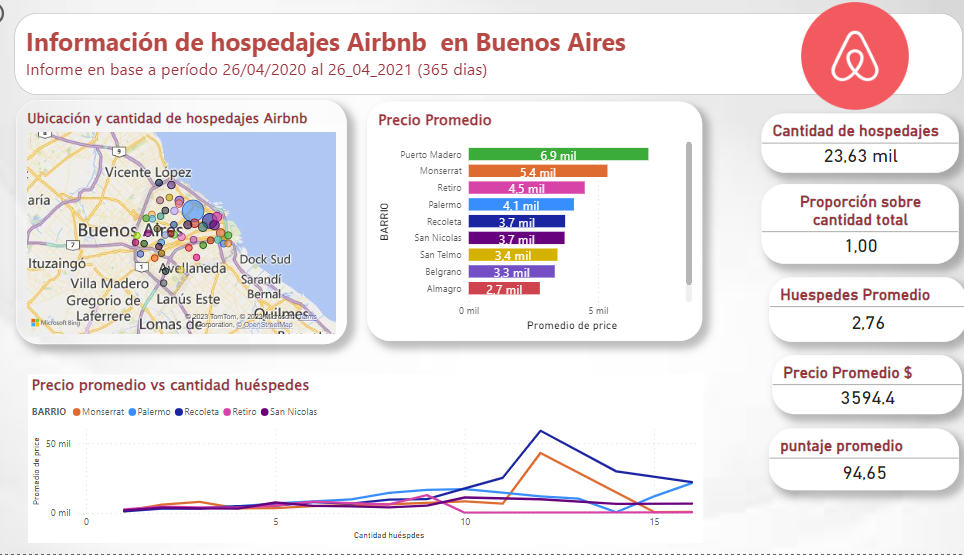 Información de hospedajes Airbnb en Buenos Aires
Informe en base a período 26/04/2020 al 26_04_2021 (365 dias)
Ubicación y cantidad de hospedajes Airbnb
8
9
Vicente López
aría
Buenos Aires
7
Ituzaingó
1
Avellaneda
Dock Sud
Villa Madero
Sarandí
Gregorio de
Laferrere
Lanús Este
Bernal
Quilmes
Lomas de
Microsoft Bing
© 2023 TomTom, © 2023 Microsoft
Corporation, © OpenStreetMap
Precio Promedio
BARRIO
Puerto Madero 6.9 mil
Monserrat 5.4 mil
Retiro 4.5 mil
Palermo 4.1 mil
Recoleta 3.7 mil
San Nicolas 3.7 mil
San Telmo 3.4 mil
Belgrano 3.3 mil
Almagro 2.7 mil
0 mil 5 mil
Promedio de price
Cantidad de hospedajes
23,63 mil
Proporción sobre
cantidad total
1,00
Huespedes Promedio
2,76
Precio Promedio $
3594.4
puntaje promedio
94,65
Precio promedio vs cantidad huéspedes
BARRIO Monserrat Palermo Recoleta Retiro San Nicolas
Promedio de price
50 mil
0 mil
0 5 10 15
Cantidad huéspdes